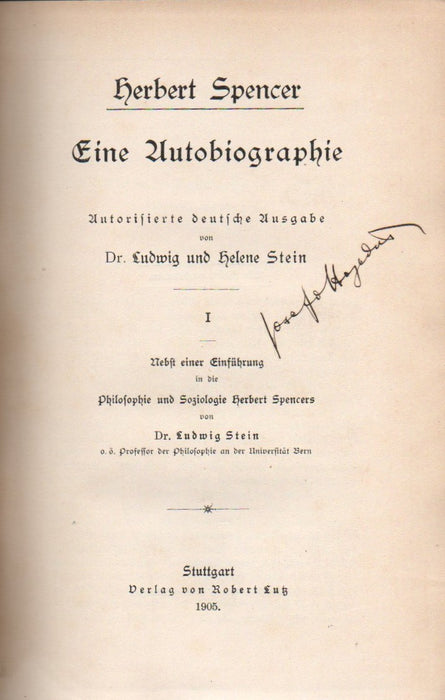 Herbert Spencer
Eine Autobiographie
Autorisierte deutsche Ausgabe
von
Dr. Ludwig und Helene Stein
I
Nebst einer Einführung
in die
Philosophie und Soziologie Herbert Spencers
von
Dr. Ludwig Stein
o. ö. Professor der Philosophie an der Universität Bern
Stuttgart
Verlag von Robert Lutz
1905.